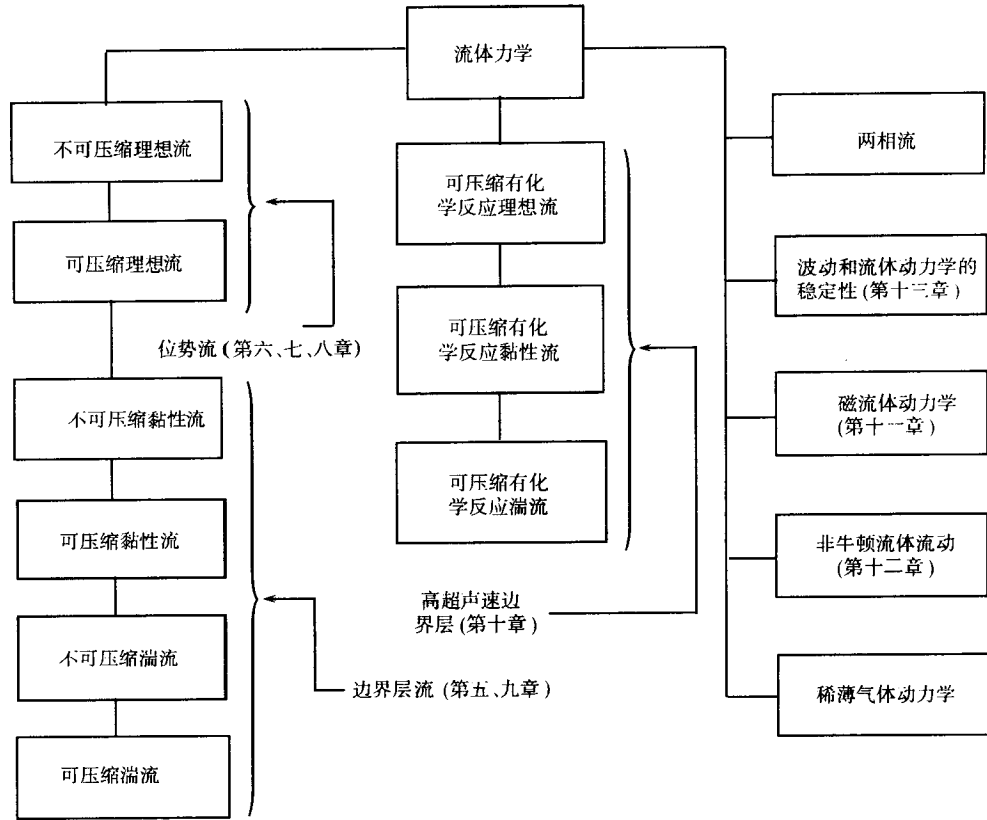 流体力学
不可压缩理想流
可压缩理想流
位势流(第六、七、八章)
不可压缩黏性流
可压缩黏性流
不可压缩湍流
可压缩湍流
边界层流(第五、九章)
可压缩有化
学反应理想流
可压缩有化
学反应黏性流
可压缩有化
学反应湍流
高超声速边
界层(第十章)
两相流
波动和流体动力学的
稳定性(第十三章)
磁流体动力学
(第十一章)
非牛顿流体流动
(第十二章)
稀薄气体动力学